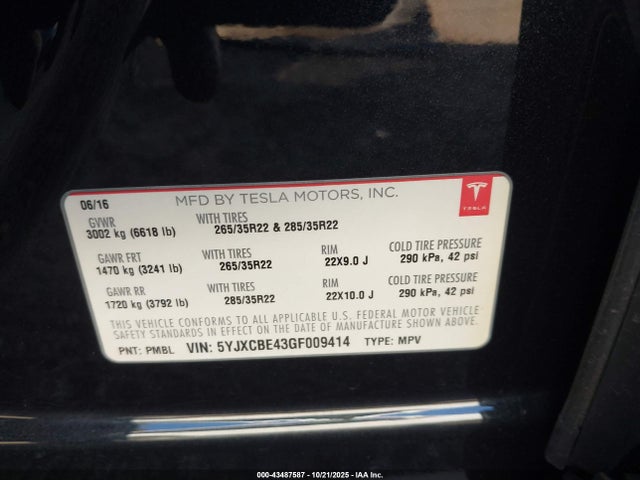 06/16 MFD BY TESLA MOTORS, INC. TESLA
GVWR WITH TIRES
3002 kg (6618 lb) 265/35R22 & 285/35R22
GAWR FRT WITH TIRES RIM COLD TIRE PRESSURE
1470 kg (3241 lb) 265/35R22 22X9.0 J 290 kPa, 42 psi
GAWR RR WITH TIRES RIM COLD TIRE PRESSURE
1720 kg (3792 lb) 285/35R22 22X10.0 J 290 kPa, 42 psi
THIS VEHICLE CONFORMS TO ALL APPLICABLE U.S. FEDERAL MOTOR VEHICLE
SAFETY STANDARDS IN EFFECT ON THE DATE OF MANUFACTURE SHOWN ABOVE.
PNT: PMBL VIN: 5YJXCBE43GF009414 TYPE: MPV
000-43487587 - 10/21/2025 - IAA Inc.